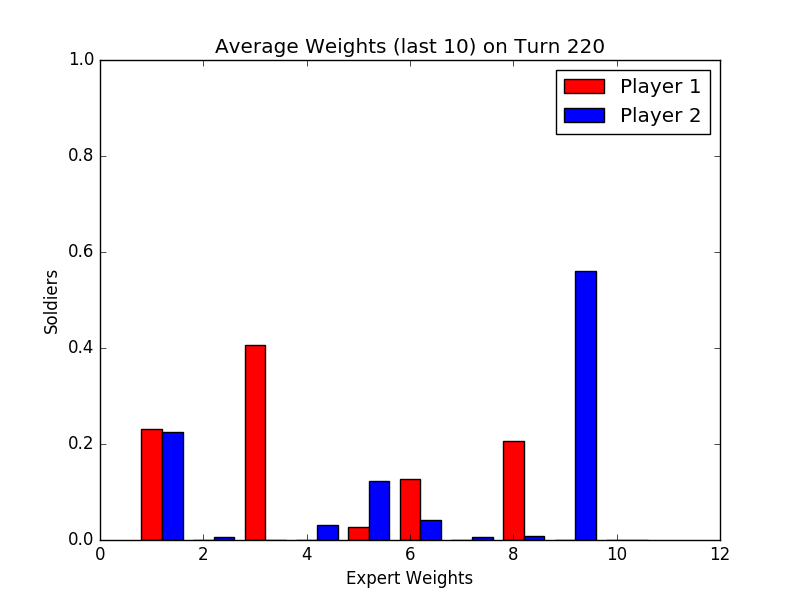 Average Weights (last 10) on Turn 220
1.0
0.8
0.6
0.4
0.2
0.0
Soldiers
Player 1
Player 2
0 2 4 6 8 10 12
Expert Weights